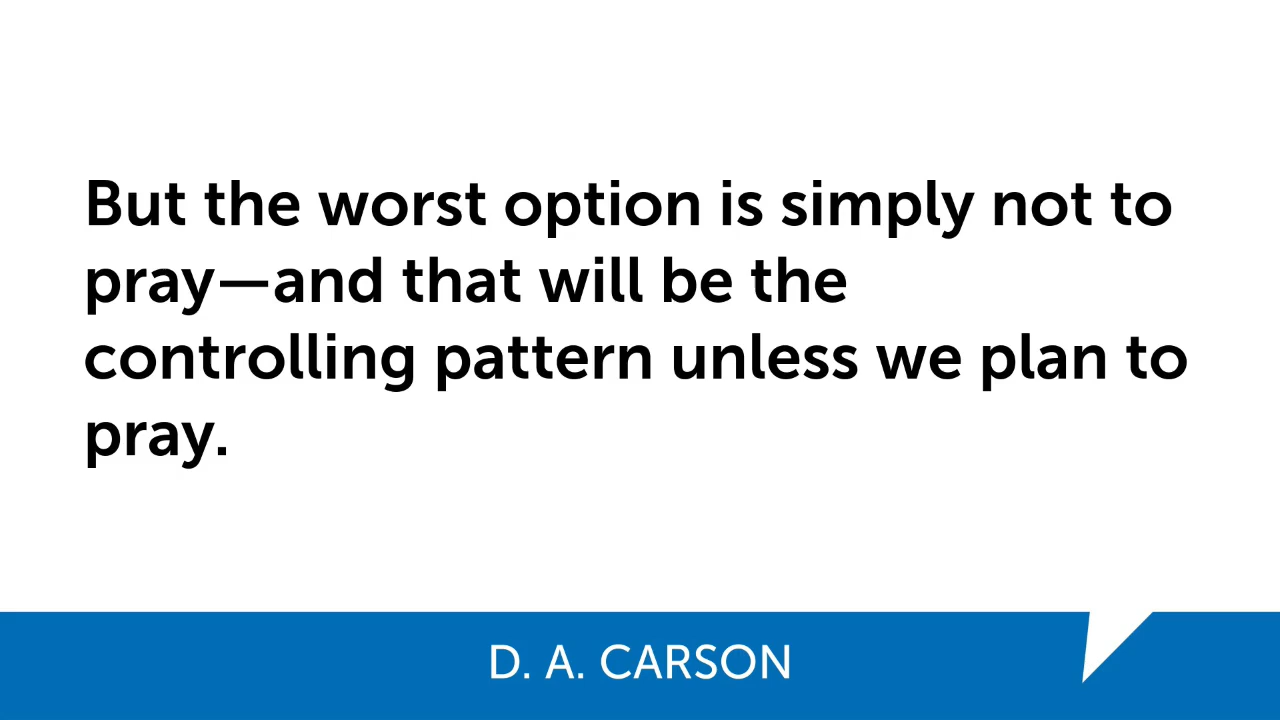 But the worst option is simply not to
pray—and that will be the
controlling pattern unless we plan to
pray.
D. A. CARSON